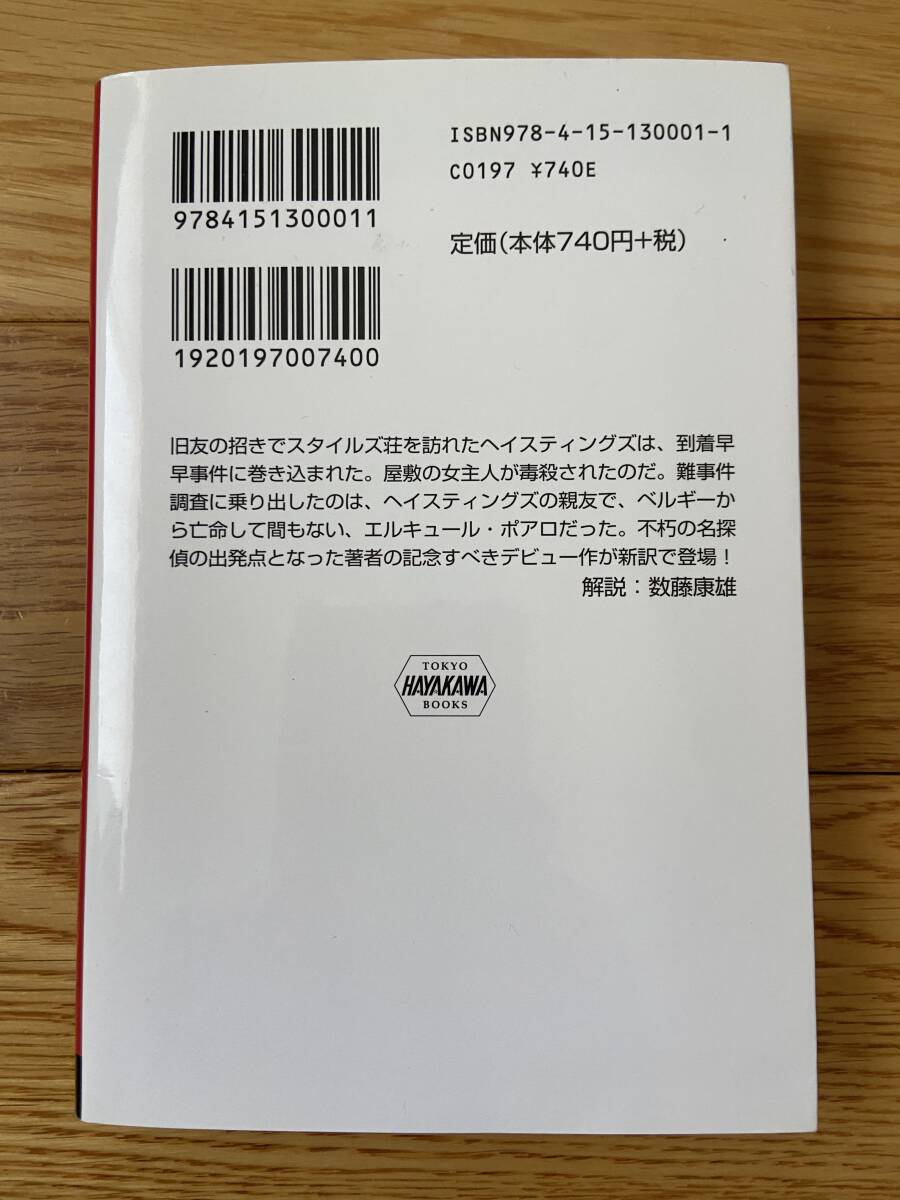 ISBN978-4-15-130001-1
C0197 ¥740E
9784151300011
定価(本体740円+税)
1920197007400
旧友の招きでスタイルズ荘を訪れたヘイスティングズは、到着早
早事件に巻き込まれた。屋敷の女主人が毒殺されたのだ。難事件
調査に乗り出したのは、ヘイスティングズの親友で、ベルギーか
ら亡命して間もない、エルキュール・ポアロだった。不朽の名探
偵の出発点となった著者の記念すべきデビュー作が新訳で登場！
解説：数藤康雄
TOKYO
HAYAKAWA
BOOKS